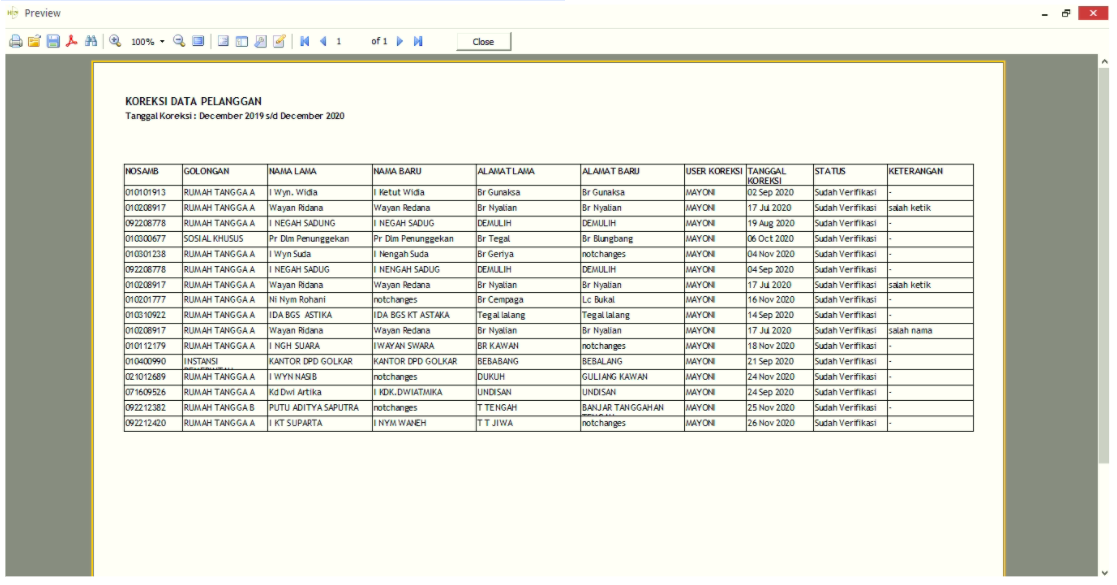 Preview
100%
1 of 1
Close
KOREKSI DATA PELANGGAN
Tanggal Koreksi : December 2019 s/d December 2020
NOSAMB GOLONGAN NAMA LAMA NAMA BARU ALAMAT LAMA ALAMAT BARU USER KOREKSI TANGGAL KOREKSI STATUS KETERANGAN
010101913 RUMAH TANGGA A I Wyn. Widia I Ketut Widia Br Gunaksa Br Gunaksa MAYONI 02 Sep 2020 Sudah Verifikasi -
010208917 RUMAH TANGGA A Wayan Ridana Wayan Redana Br Nyalian Br Nyalian MAYONI 17 Jul 2020 Sudah Verifikasi salah ketik
092208778 RUMAH TANGGA A I NEGAH SADUNG I NEGAH SADUG DEMULIH DEMULIH MAYONI 19 Aug 2020 Sudah Verifikasi -
010300677 SOSIAL KHUSUS Pr Dlm Penunggekan Pr Dlm Penunggekan Br Tegal Br Blungbang MAYONI 06 Oct 2020 Sudah Verifikasi -
010301238 RUMAH TANGGA A I Wyn Suda I Nengah Suda Br Geriya notchanges MAYONI 04 Nov 2020 Sudah Verifikasi -
092208778 RUMAH TANGGA A I NEGAH SADUG I NENGAH SADUG DEMULIH DEMULIH MAYONI 04 Sep 2020 Sudah Verifikasi -
010208917 RUMAH TANGGA A Wayan Ridana Wayan Redana Br Nyalian Br Nyalian MAYONI 17 Jul 2020 Sudah Verifikasi salah ketik
010201777 RUMAH TANGGA A Ni Nym Rohani notchanges Br Cempaga Lc Bukal MAYONI 16 Nov 2020 Sudah Verifikasi -
010310922 RUMAH TANGGA A IDA BGS ASTIKA IDA BGS KT ASTAKA Tegallalang Tegallalang MAYONI 14 Sep 2020 Sudah Verifikasi -
010208917 RUMAH TANGGA A Wayan Ridana Wayan Redana Br Nyalian Br Nyalian MAYONI 17 Jul 2020 Sudah Verifikasi salah nama
010112179 RUMAH TANGGA A I NGH SUARA I WAYAN SWARA BR KAWAN notchanges MAYONI 18 Nov 2020 Sudah Verifikasi -
010400990 INSTANSI KANTOR DPD GOLKAR KANTOR DPD GOLKAR BEBABANG BEBALANG MAYONI 21 Sep 2020 Sudah Verifikasi -
021012689 RUMAH TANGGA A I WYN NASIB notchanges DUKUH GULIANG KAWAN MAYONI 24 Nov 2020 Sudah Verifikasi -
071609526 RUMAH TANGGA A Kd Dwi Artika I KDK.DWIATMIKA UNDISAN UNDISAN MAYONI 24 Sep 2020 Sudah Verifikasi -
092212382 RUMAH TANGGA B PUTU ADITYA SAPUTRA notchanges T TENGAH BANJAR TANGGAHAN MAYONI 25 Nov 2020 Sudah Verifikasi -
092212420 RUMAH TANGGA A I KT SUPARTA I NYM WANEH T T JIWA notchanges MAYONI 26 Nov 2020 Sudah Verifikasi -